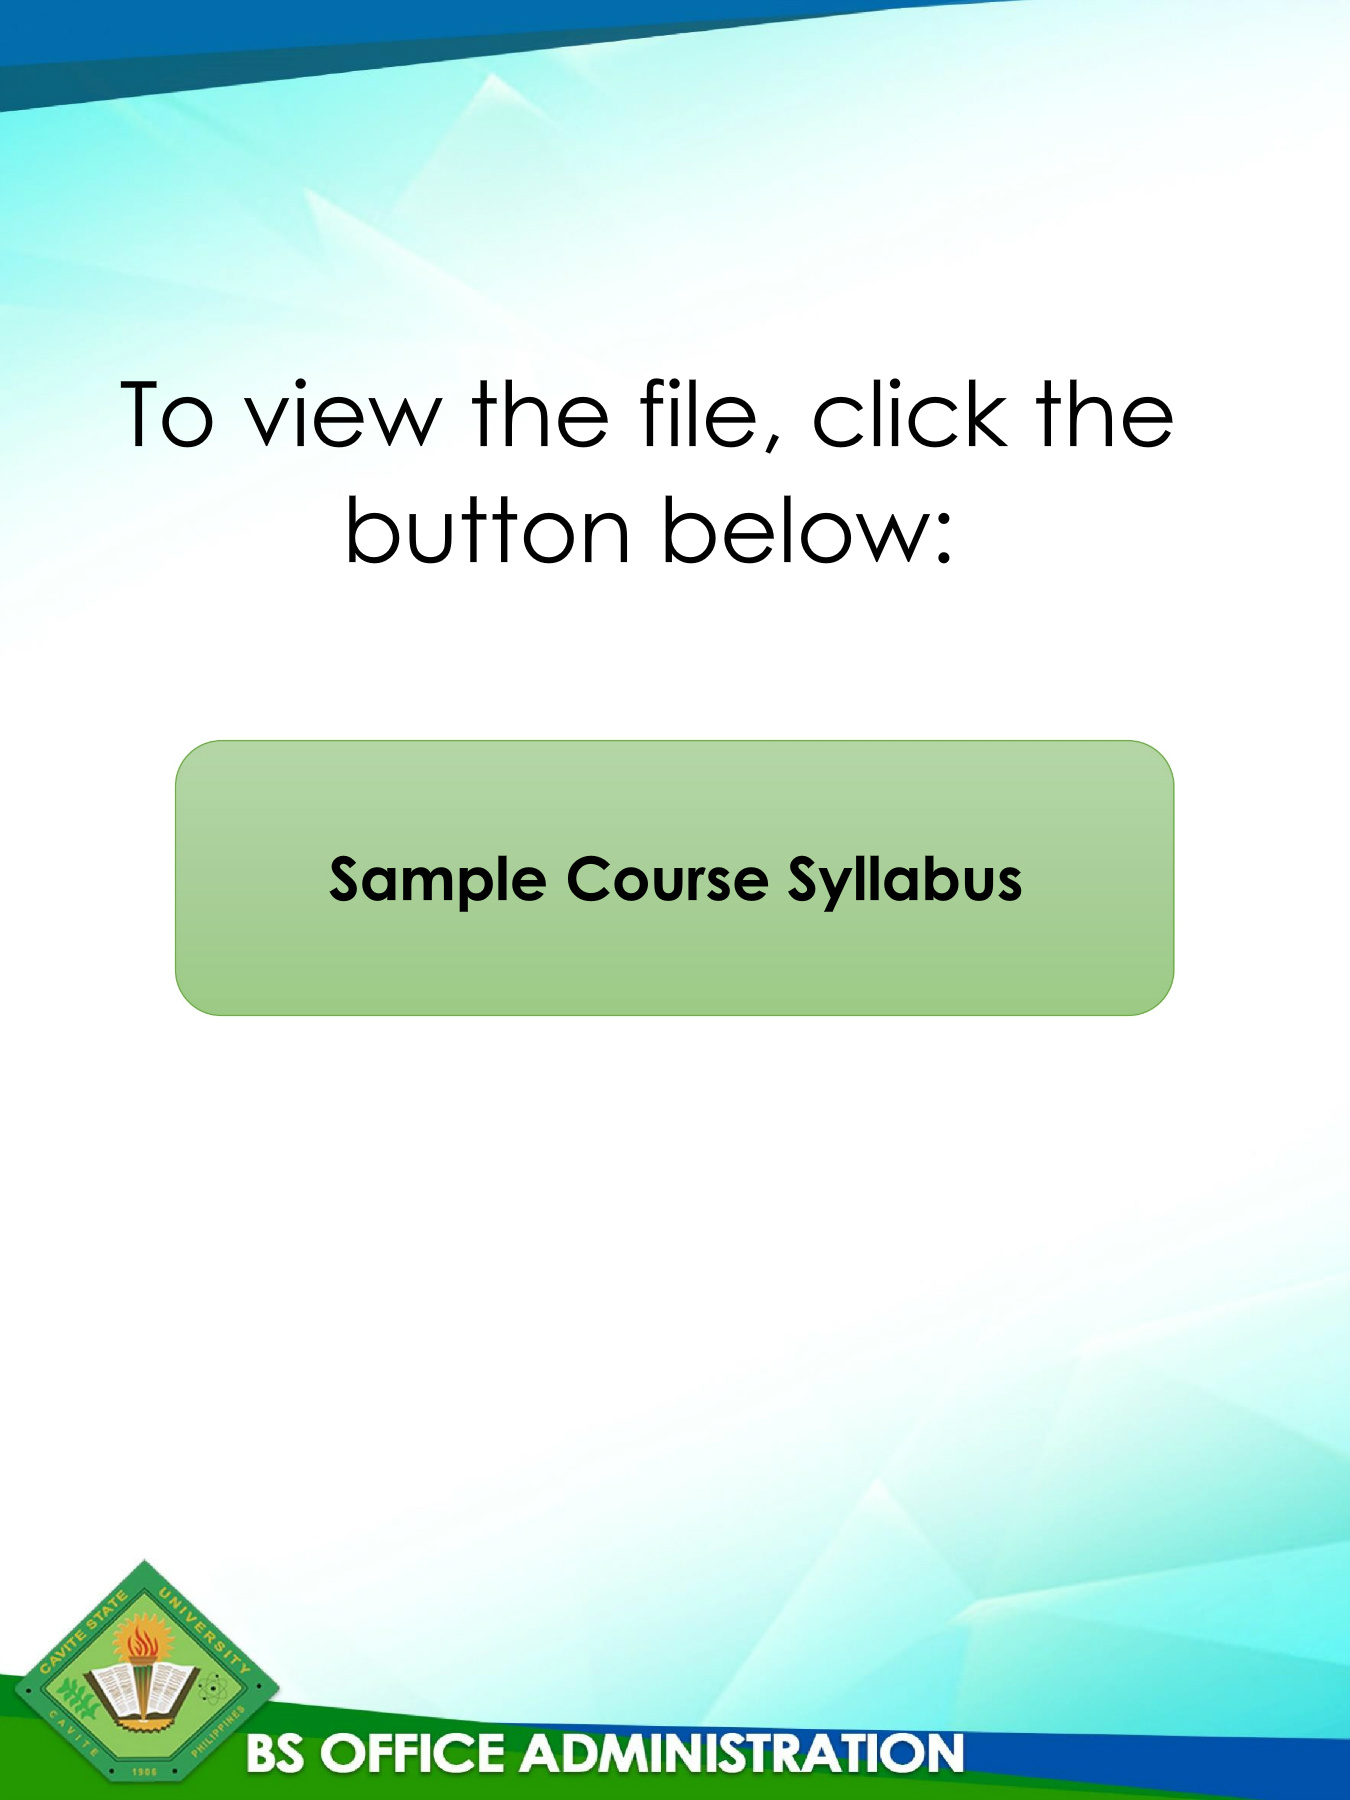 To view the file, click the
button below:
Sample Course Syllabus
CAVITE STATE UNIVERSITY
CAVITE PHILIPPINES
1906
BS OFFICE ADMINISTRATION